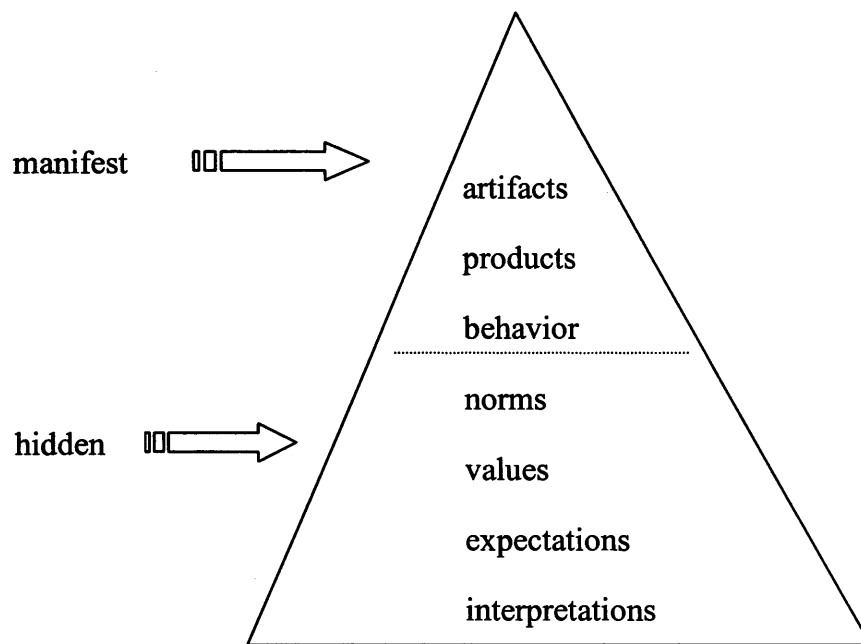 manifest
artifacts
products
behavior
norms
hidden
values
expectations
interpretations